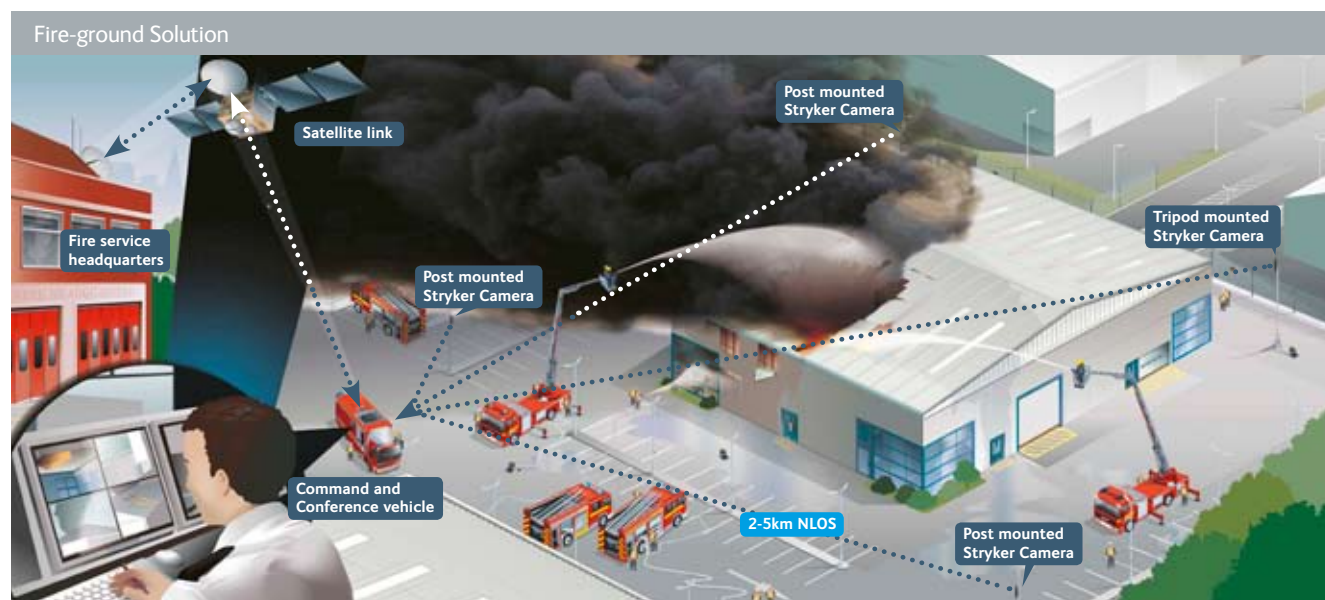 Fire-ground Solution
Post mounted
Stryker Camera
Satellite link
Tripod mounted
Stryker Camera
Fire service
headquarters
Post mounted
Stryker Camera
Command and
Conference vehicle
2-5km NLOS
Post mounted
Stryker Camera